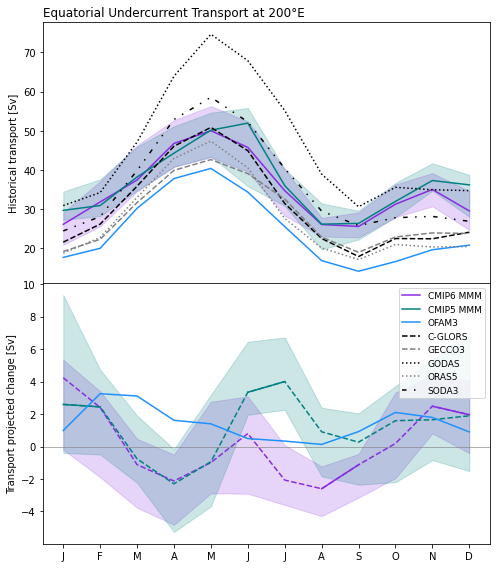 Equatorial Undercurrent Transport at 200°E
Historical transport [Sv]
70
60
50
40
30
20
Transport projected change [Sv]
10
8
6
4
2
0
−2
−4
CMIP6 MMM
CMIP5 MMM
OFAM3
C-GLORS
GECCO3
GODAS
ORAS5
SODA3
J F M A M J J A S O N D